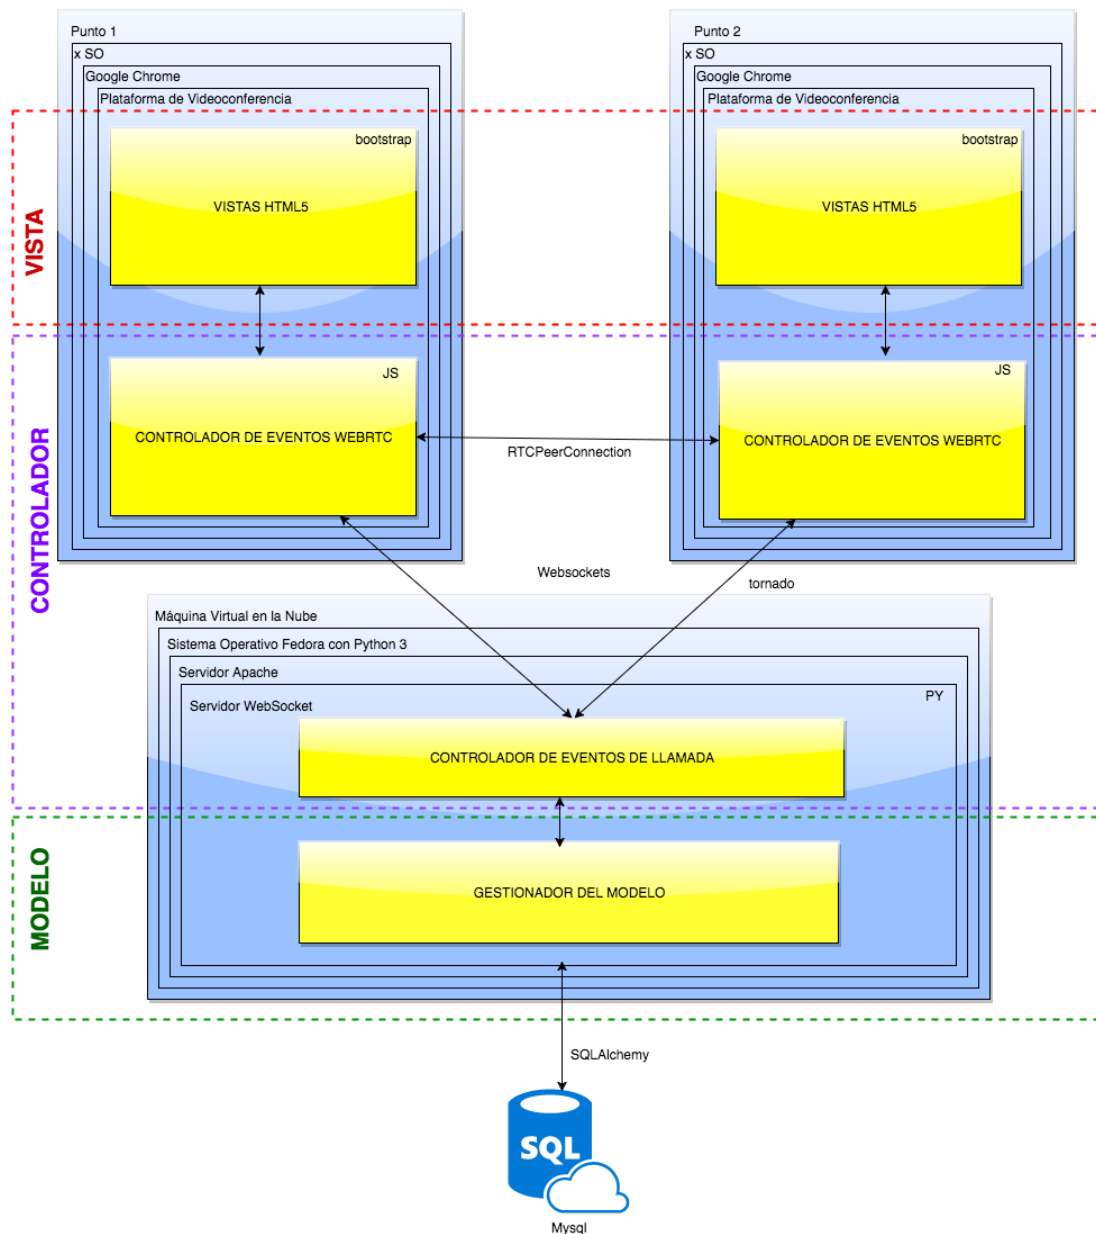 Punto 1
x SO
Google Chrome
Plataforma de Videoconferencia
bootstrap
VISTAS HTML5
Punto 2
x SO
Google Chrome
Plataforma de Videoconferencia
bootstrap
VISTAS HTML5
VISTA
JS
CONTROLADOR DE EVENTOS WEBRTC
RTCPeerConnection
JS
CONTROLADOR DE EVENTOS WEBRTC
CONTROLADOR
Websockets
tornado
Máquina Virtual en la Nube
Sistema Operativo Fedora con Python 3
Servidor Apache
Servidor WebSocket
PY
CONTROLADOR DE EVENTOS DE LLAMADA
MODELO
GESTIONADOR DEL MODELO
SQLAlchemy
SQL
Mysql